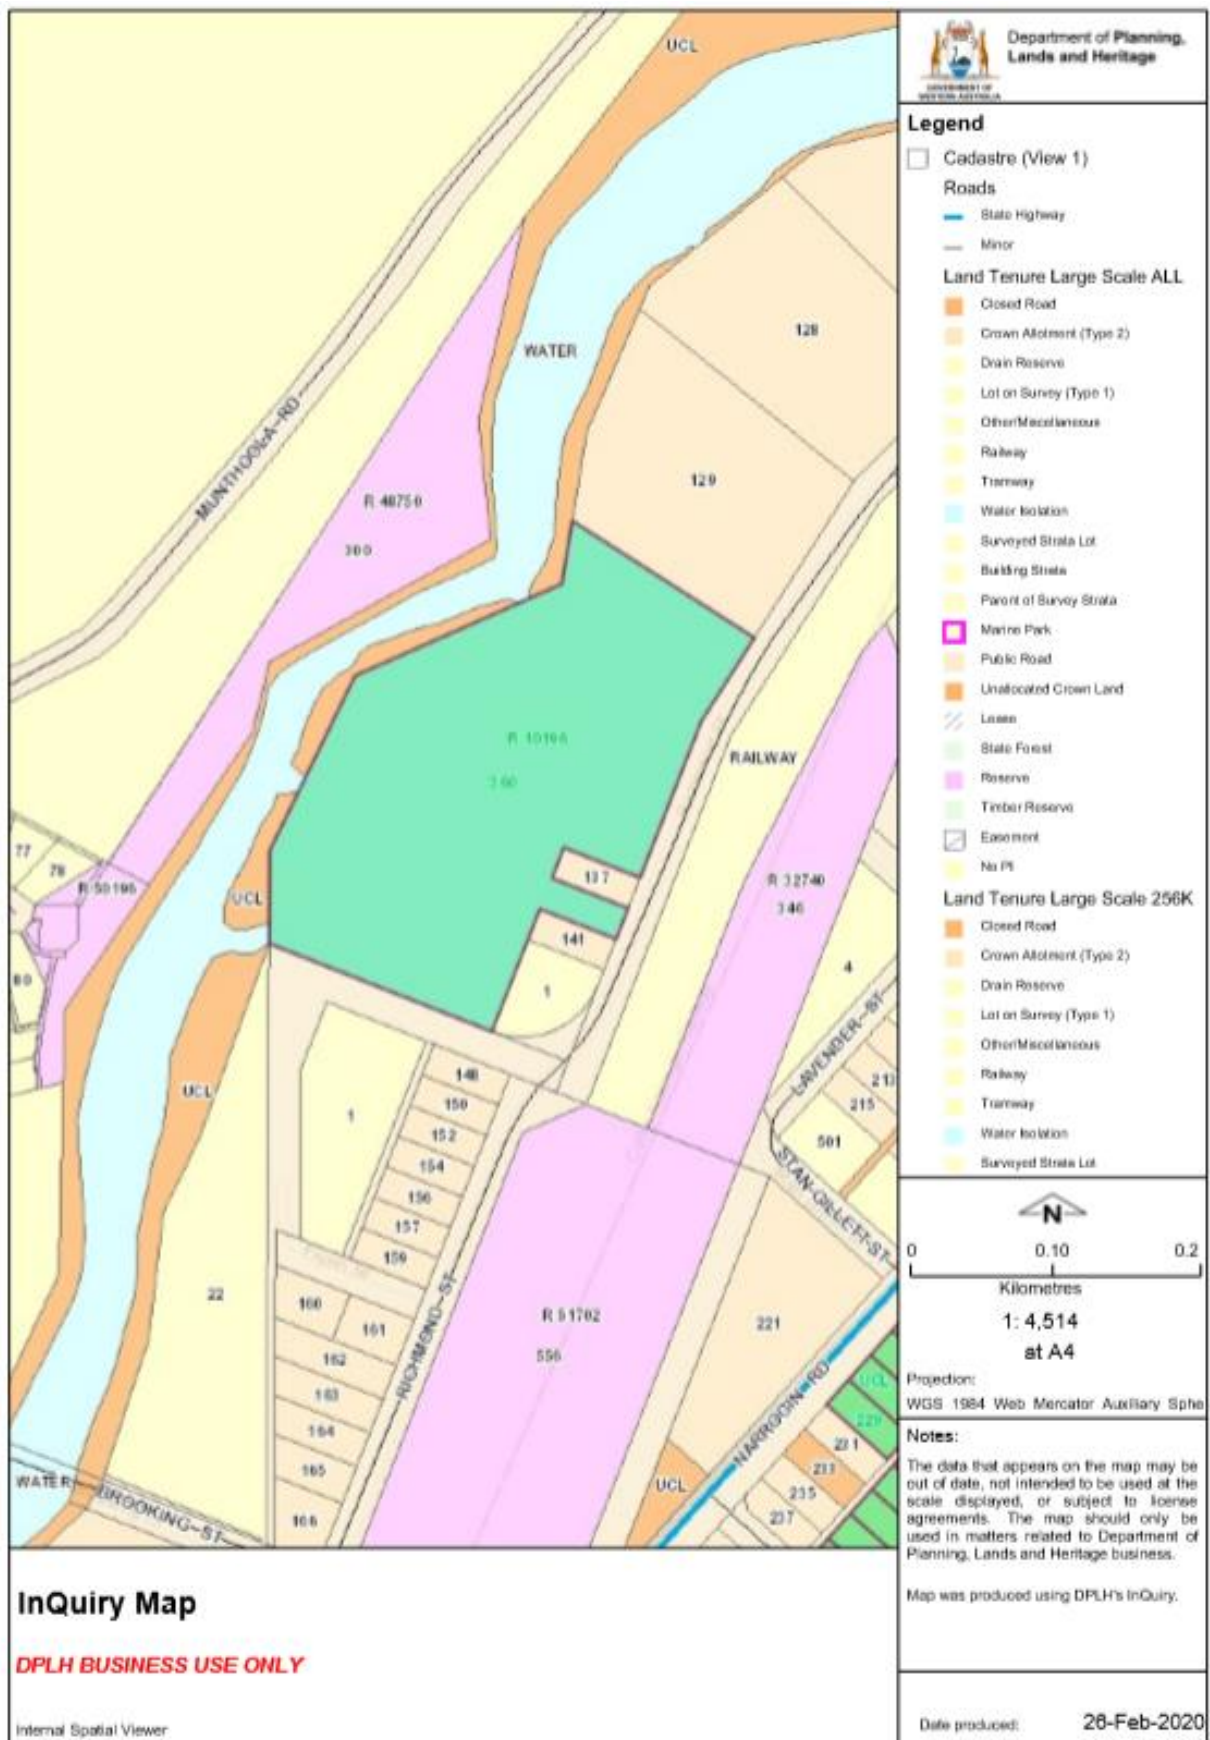 UCL
WATER
128
129
MUNTHOOLA-RD
R 48750
300
R 10196
RAILWAY
137
141
1
R 32740
346
4
77
78
R 50196
80
UCL
UCL
LAVENDER-ST
213
215
501
STAN-GILLETT-ST
148
150
152
154
156
157
159
1
22
160
161
162
163
164
165
166
RICHMOND-ST
R 51702
556
221
NARROGIN-RD
UCL
229
231
233
235
237
UCL
WATER
BROOKING-ST
Department of Planning,
Lands and Heritage
GOVERNMENT OF
WESTERN AUSTRALIA
Legend
Cadastre (View 1)
Roads
State Highway
Minor
Land Tenure Large Scale ALL
Closed Road
Crown Allotment (Type 2)
Drain Reserve
Lot on Survey (Type 1)
Other/Miscellaneous
Railway
Tramway
Water Isolation
Surveyed Strata Lot
Building Strata
Parent of Survey Strata
Marine Park
Public Road
Unallocated Crown Land
Lease
State Forest
Reserve
Timber Reserve
Easement
No PI
Land Tenure Large Scale 256K
Closed Road
Crown Allotment (Type 2)
Drain Reserve
Lot on Survey (Type 1)
Other/Miscellaneous
Railway
Tramway
Water Isolation
Surveyed Strata Lot
N
0 0.10 0.2
Kilometres
1: 4,514
at A4
Projection:
WGS 1984 Web Mercator Auxiliary Sphe
Notes:
The data that appears on the map may be
out of date, not intended to be used at the
scale displayed, or subject to license
agreements. The map should only be
used in matters related to Department of
Planning, Lands and Heritage business.
Map was produced using DPLH's InQuiry.
Date produced: 26-Feb-2020
InQuiry Map
DPLH BUSINESS USE ONLY
Internal Spatial Viewer